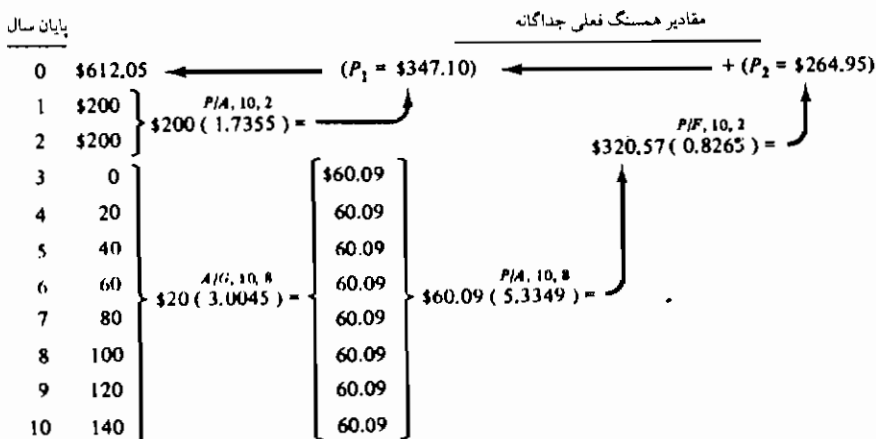 مقادیر همسنگ فعلی جداگانه
پایان سال
0 $612.05 (P₁ = $347.10) + (P₂ = $264.95)
1 $200
P/A, 10, 2
$200 ( 1.7355 ) =
2 $200
P/F, 10, 2
$320.57 ( 0.8265 ) =
3 0 $60.09
4 20 60.09
5 40 60.09
6 60 60.09
A/G, 10, 8
$20 ( 3.0045 ) =
P/A, 10, 8
$60.09 ( 5.3349 ) =
7 80 60.09
8 100 60.09
9 120 60.09
10 140 60.09